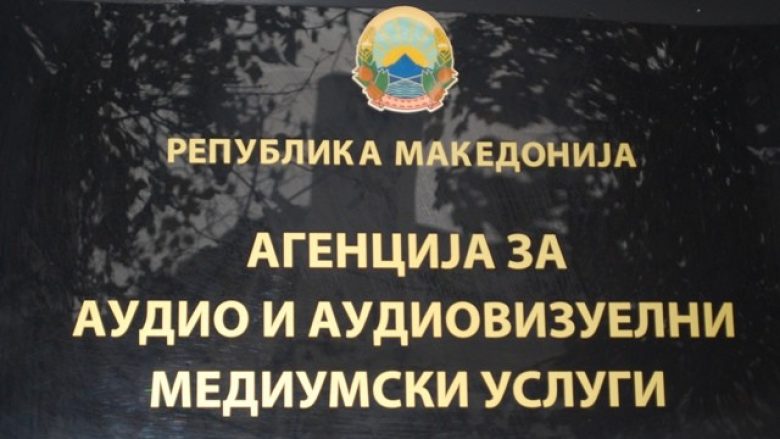 РЕПУБЛИКА МАКЕДОНИЈА
АГЕНЦИЈА ЗА
АУДИО И АУДИОВИЗУЕЛНИ
МЕДИУМСКИ УСЛУГИ